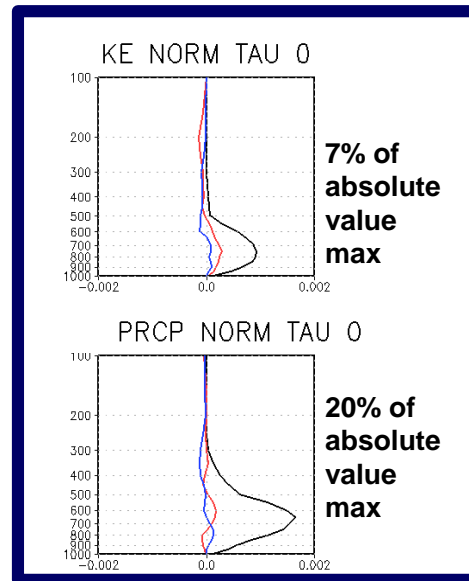 KE NORM TAU 0
100
200
300
400
500
600
700
800
900
1000
-0.002
0.0
0.002
7% of
absolute
value
max
PRCP NORM TAU 0
100
200
300
400
500
600
700
800
900
1000
-0.002
0.0
0.002
20% of
absolute
value
max